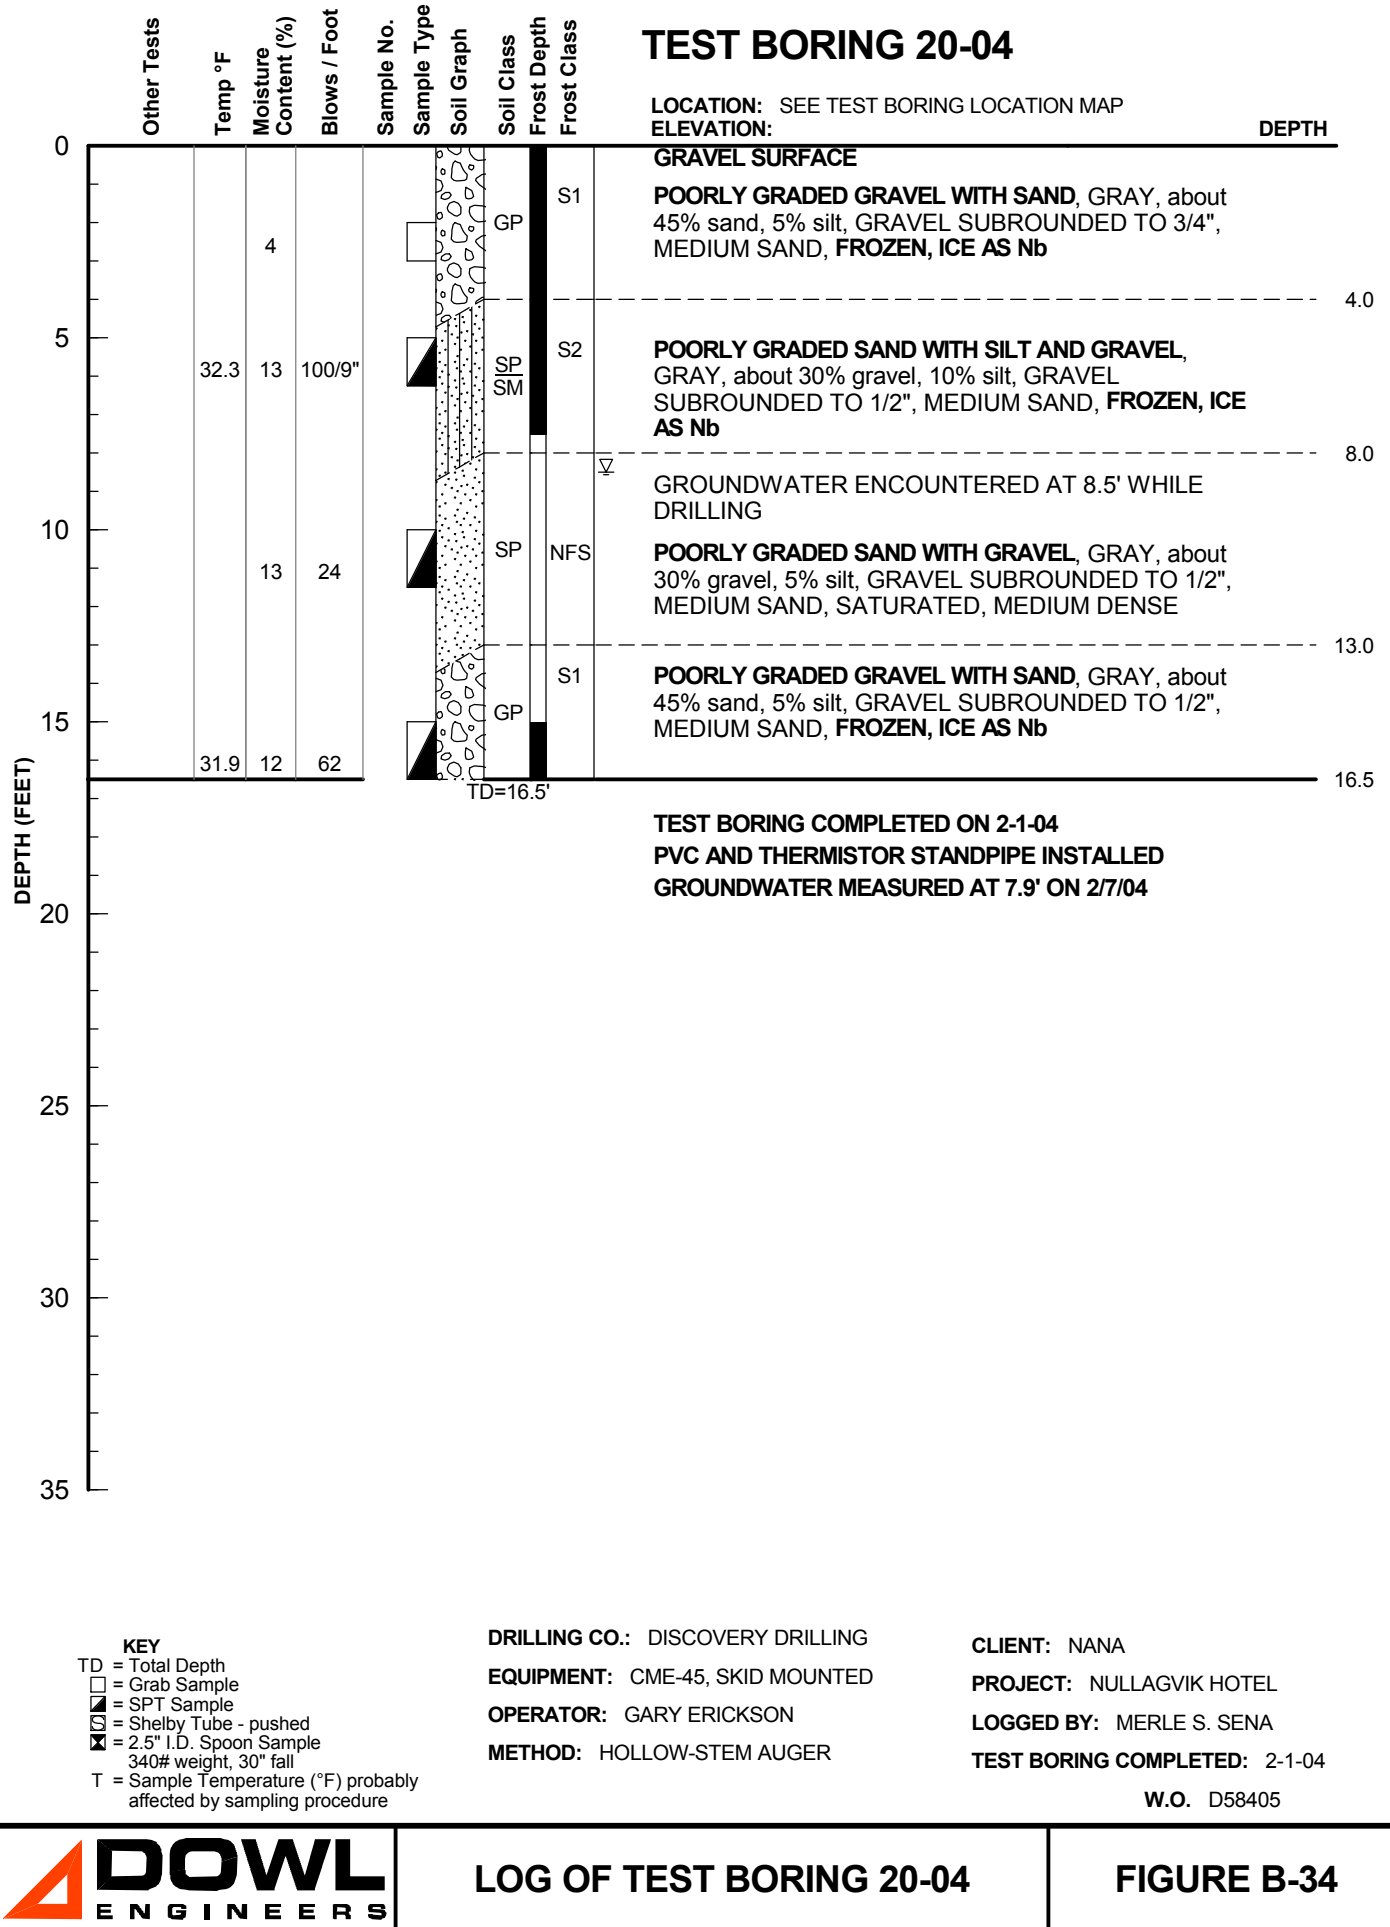 Other Tests
Temp °F
Moisture
Content (%)
Blows / Foot
Sample No.
Sample Type
Soil Graph
Soil Class
Frost Depth
Frost Class
TEST BORING 20-04
LOCATION: SEE TEST BORING LOCATION MAP
ELEVATION:
DEPTH
0
GRAVEL SURFACE
S1
POORLY GRADED GRAVEL WITH SAND, GRAY, about
GP
45% sand, 5% silt, GRAVEL SUBROUNDED TO 3/4",
4
MEDIUM SAND, FROZEN, ICE AS Nb
4.0
5
S2
POORLY GRADED SAND WITH SILT AND GRAVEL,
32.3 13 100/9"
SP
SM
GRAY, about 30% gravel, 10% silt, GRAVEL
SUBROUNDED TO 1/2", MEDIUM SAND, FROZEN, ICE
AS Nb
8.0
GROUNDWATER ENCOUNTERED AT 8.5' WHILE
DRILLING
10
SP
NFS
POORLY GRADED SAND WITH GRAVEL, GRAY, about
13 24
30% gravel, 5% silt, GRAVEL SUBROUNDED TO 1/2",
MEDIUM SAND, SATURATED, MEDIUM DENSE
13.0
S1
POORLY GRADED GRAVEL WITH SAND, GRAY, about
GP
45% sand, 5% silt, GRAVEL SUBROUNDED TO 1/2",
15
MEDIUM SAND, FROZEN, ICE AS Nb
31.9 12 62
16.5
TD=16.5'
TEST BORING COMPLETED ON 2-1-04
PVC AND THERMISTOR STANDPIPE INSTALLED
GROUNDWATER MEASURED AT 7.9' ON 2/7/04
DEPTH (FEET)
20
25
30
35
KEY
TD = Total Depth
= Grab Sample
= SPT Sample
S = Shelby Tube - pushed
= 2.5" I.D. Spoon Sample
340# weight, 30" fall
T = Sample Temperature (°F) probably
affected by sampling procedure
DRILLING CO.: DISCOVERY DRILLING
EQUIPMENT: CME-45, SKID MOUNTED
OPERATOR: GARY ERICKSON
METHOD: HOLLOW-STEM AUGER
CLIENT: NANA
PROJECT: NULLAGVIK HOTEL
LOGGED BY: MERLE S. SENA
TEST BORING COMPLETED: 2-1-04
W.O. D58405
DOWL
ENGINEERS
LOG OF TEST BORING 20-04
FIGURE B-34